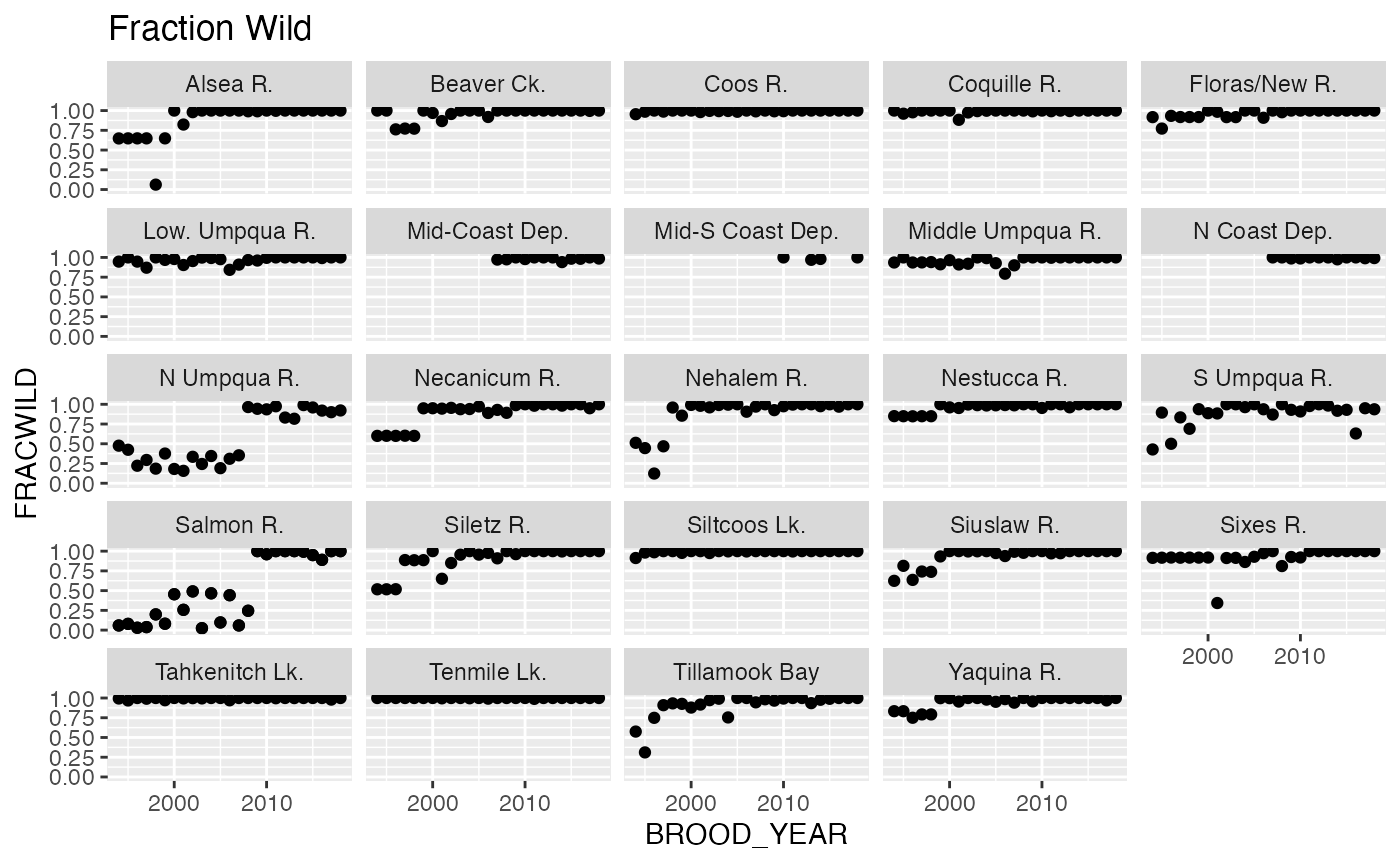 Fraction Wild
Alsea R. Beaver Ck. Coos R. Coquille R. Floras/New R.
1.00
0.75
0.50
0.25
0.00
Low. Umpqua R. Mid-Coast Dep. Mid-S Coast Dep. Middle Umpqua R. N Coast Dep.
1.00
0.75
0.50
0.25
0.00
FRACWILD
N Umpqua R. Necanicum R. Nehalem R. Nestucca R. S Umpqua R.
1.00
0.75
0.50
0.25
0.00
Salmon R. Siletz R. Siltcoos Lk. Siuslaw R. Sixes R.
1.00
0.75
0.50
0.25
0.00
2000 2010
Tahkenitch Lk. Tenmile Lk. Tillamook Bay Yaquina R.
1.00
0.75
0.50
0.25
0.00
2000 2010 2000 2010 2000 2010 2000 2010
BROOD_YEAR